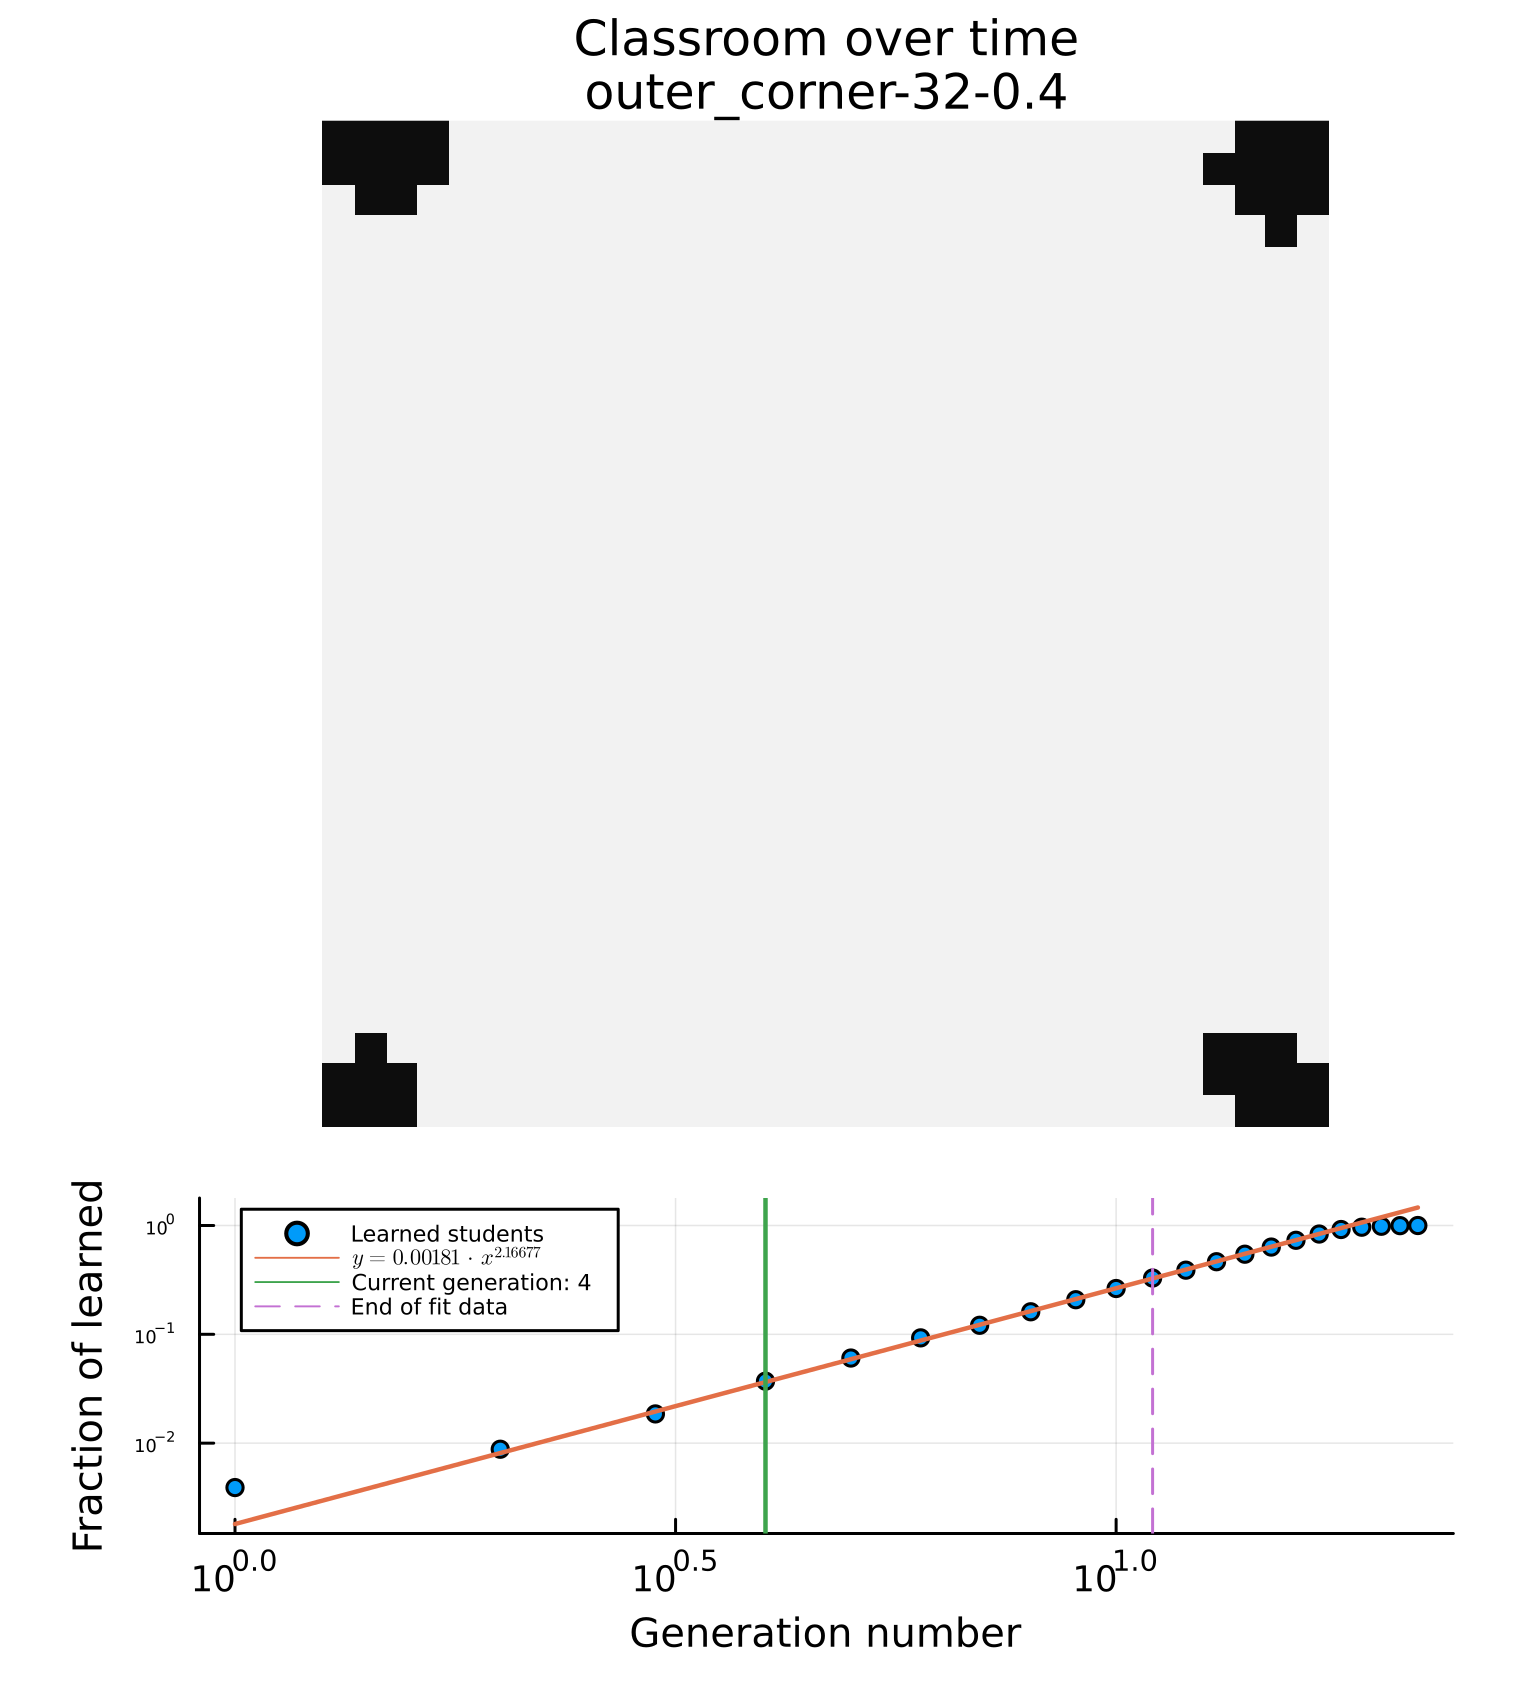 Classroom over time
outer_corner-32-0.4
Fraction of learned
10^0
10^−1
10^−2
Learned students
y = 0.00181 · x^2.16677
Current generation: 4
End of fit data
10^0.0 10^0.5 10^1.0
Generation number